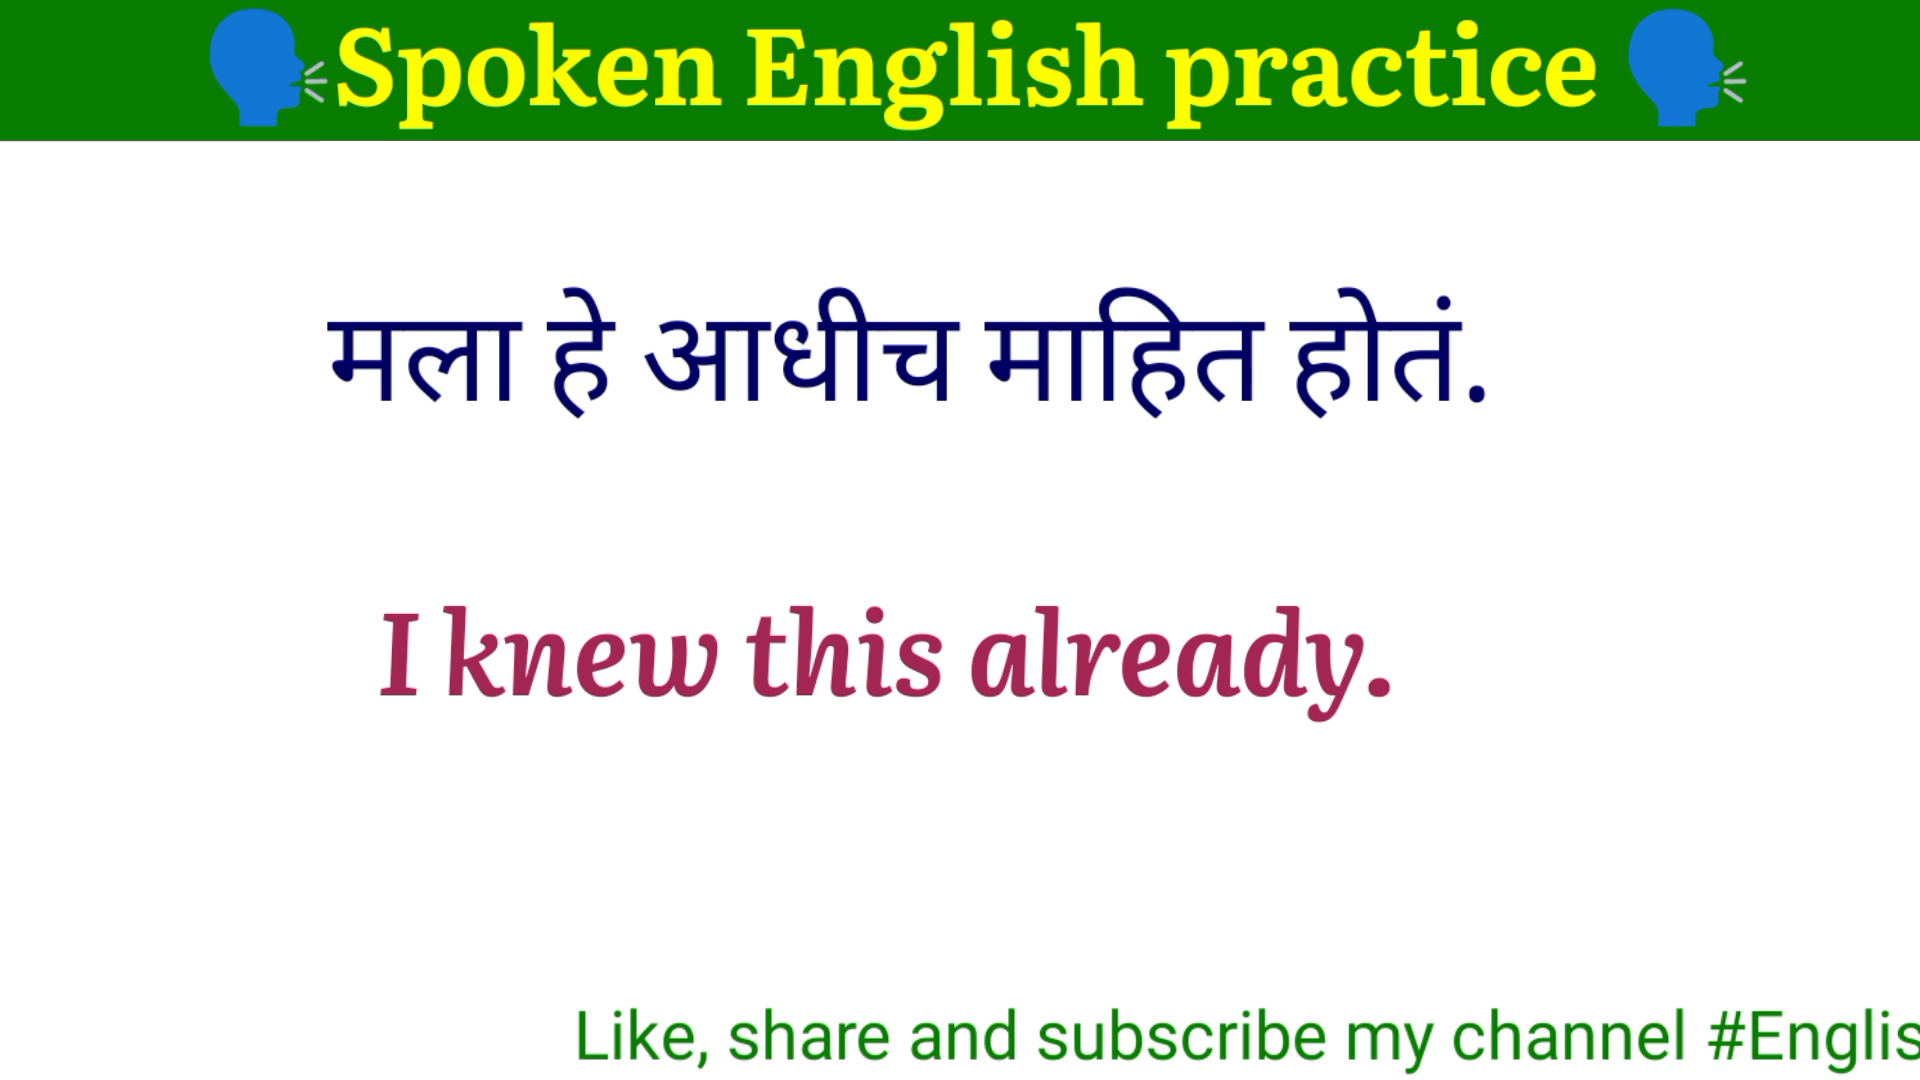 Spoken English practice
मला हे आधीच माहित होतं.
I knew this already.
Like, share and subscribe my channel #Englis